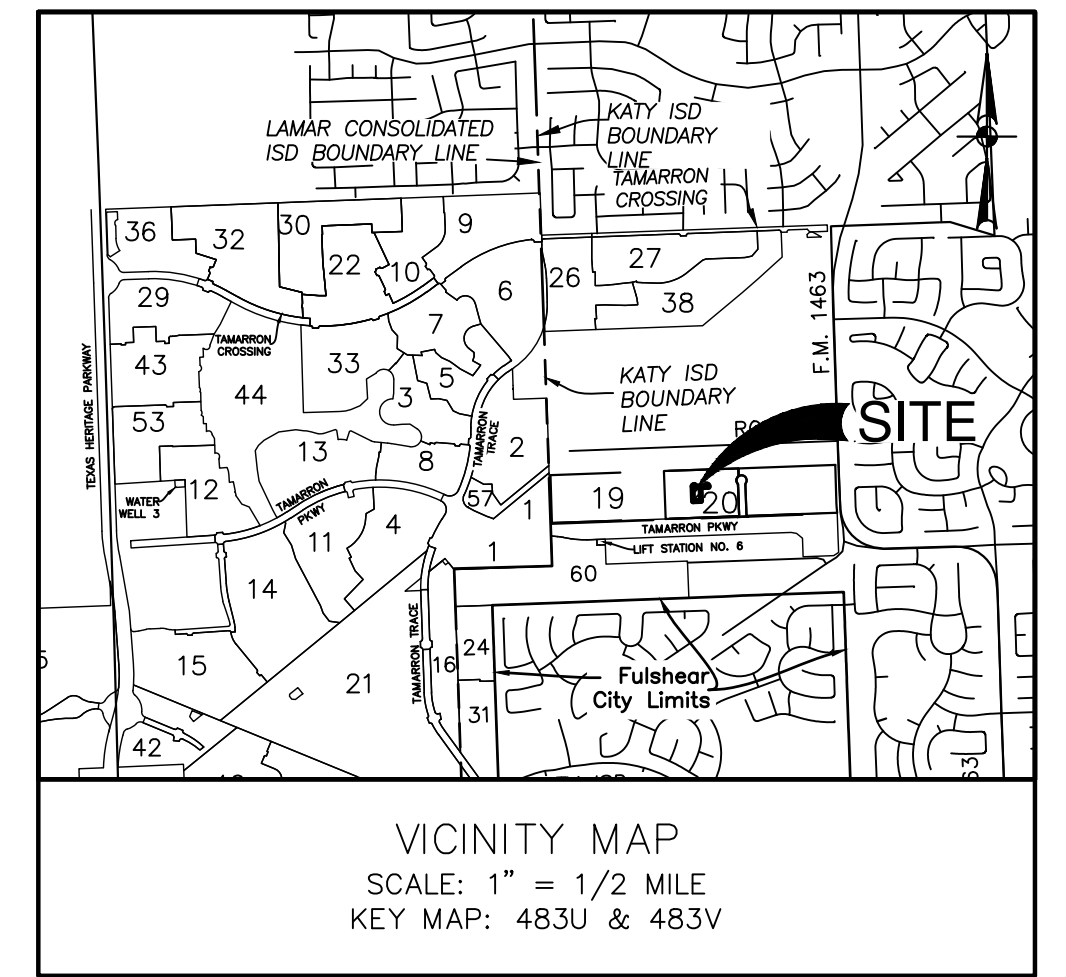 LAMAR CONSOLIDATED
ISD BOUNDARY LINE
KATY ISD
BOUNDARY
LINE
TAMARRON
CROSSING
36
32
30
22
10
9
6
26
27
38
F.M. 1463
29
TAMARRON
CROSSING
7
TEXAS HERITAGE PARKWAY
43
33
5
3
44
KATY ISD
BOUNDARY
LINE
SITE
53
13
8
TAMARRON
TRACE
2
WATER
WELL 3
12
TAMARRON
PKWY
57
1
19
20
11
4
1
TAMARRON PKWY
LIFT STATION NO. 6
60
14
TAMARRON TRACE
15
21
16
24
31
Fulshear
City Limits
42
VICINITY MAP
SCALE: 1" = 1/2 MILE
KEY MAP: 483U & 483V